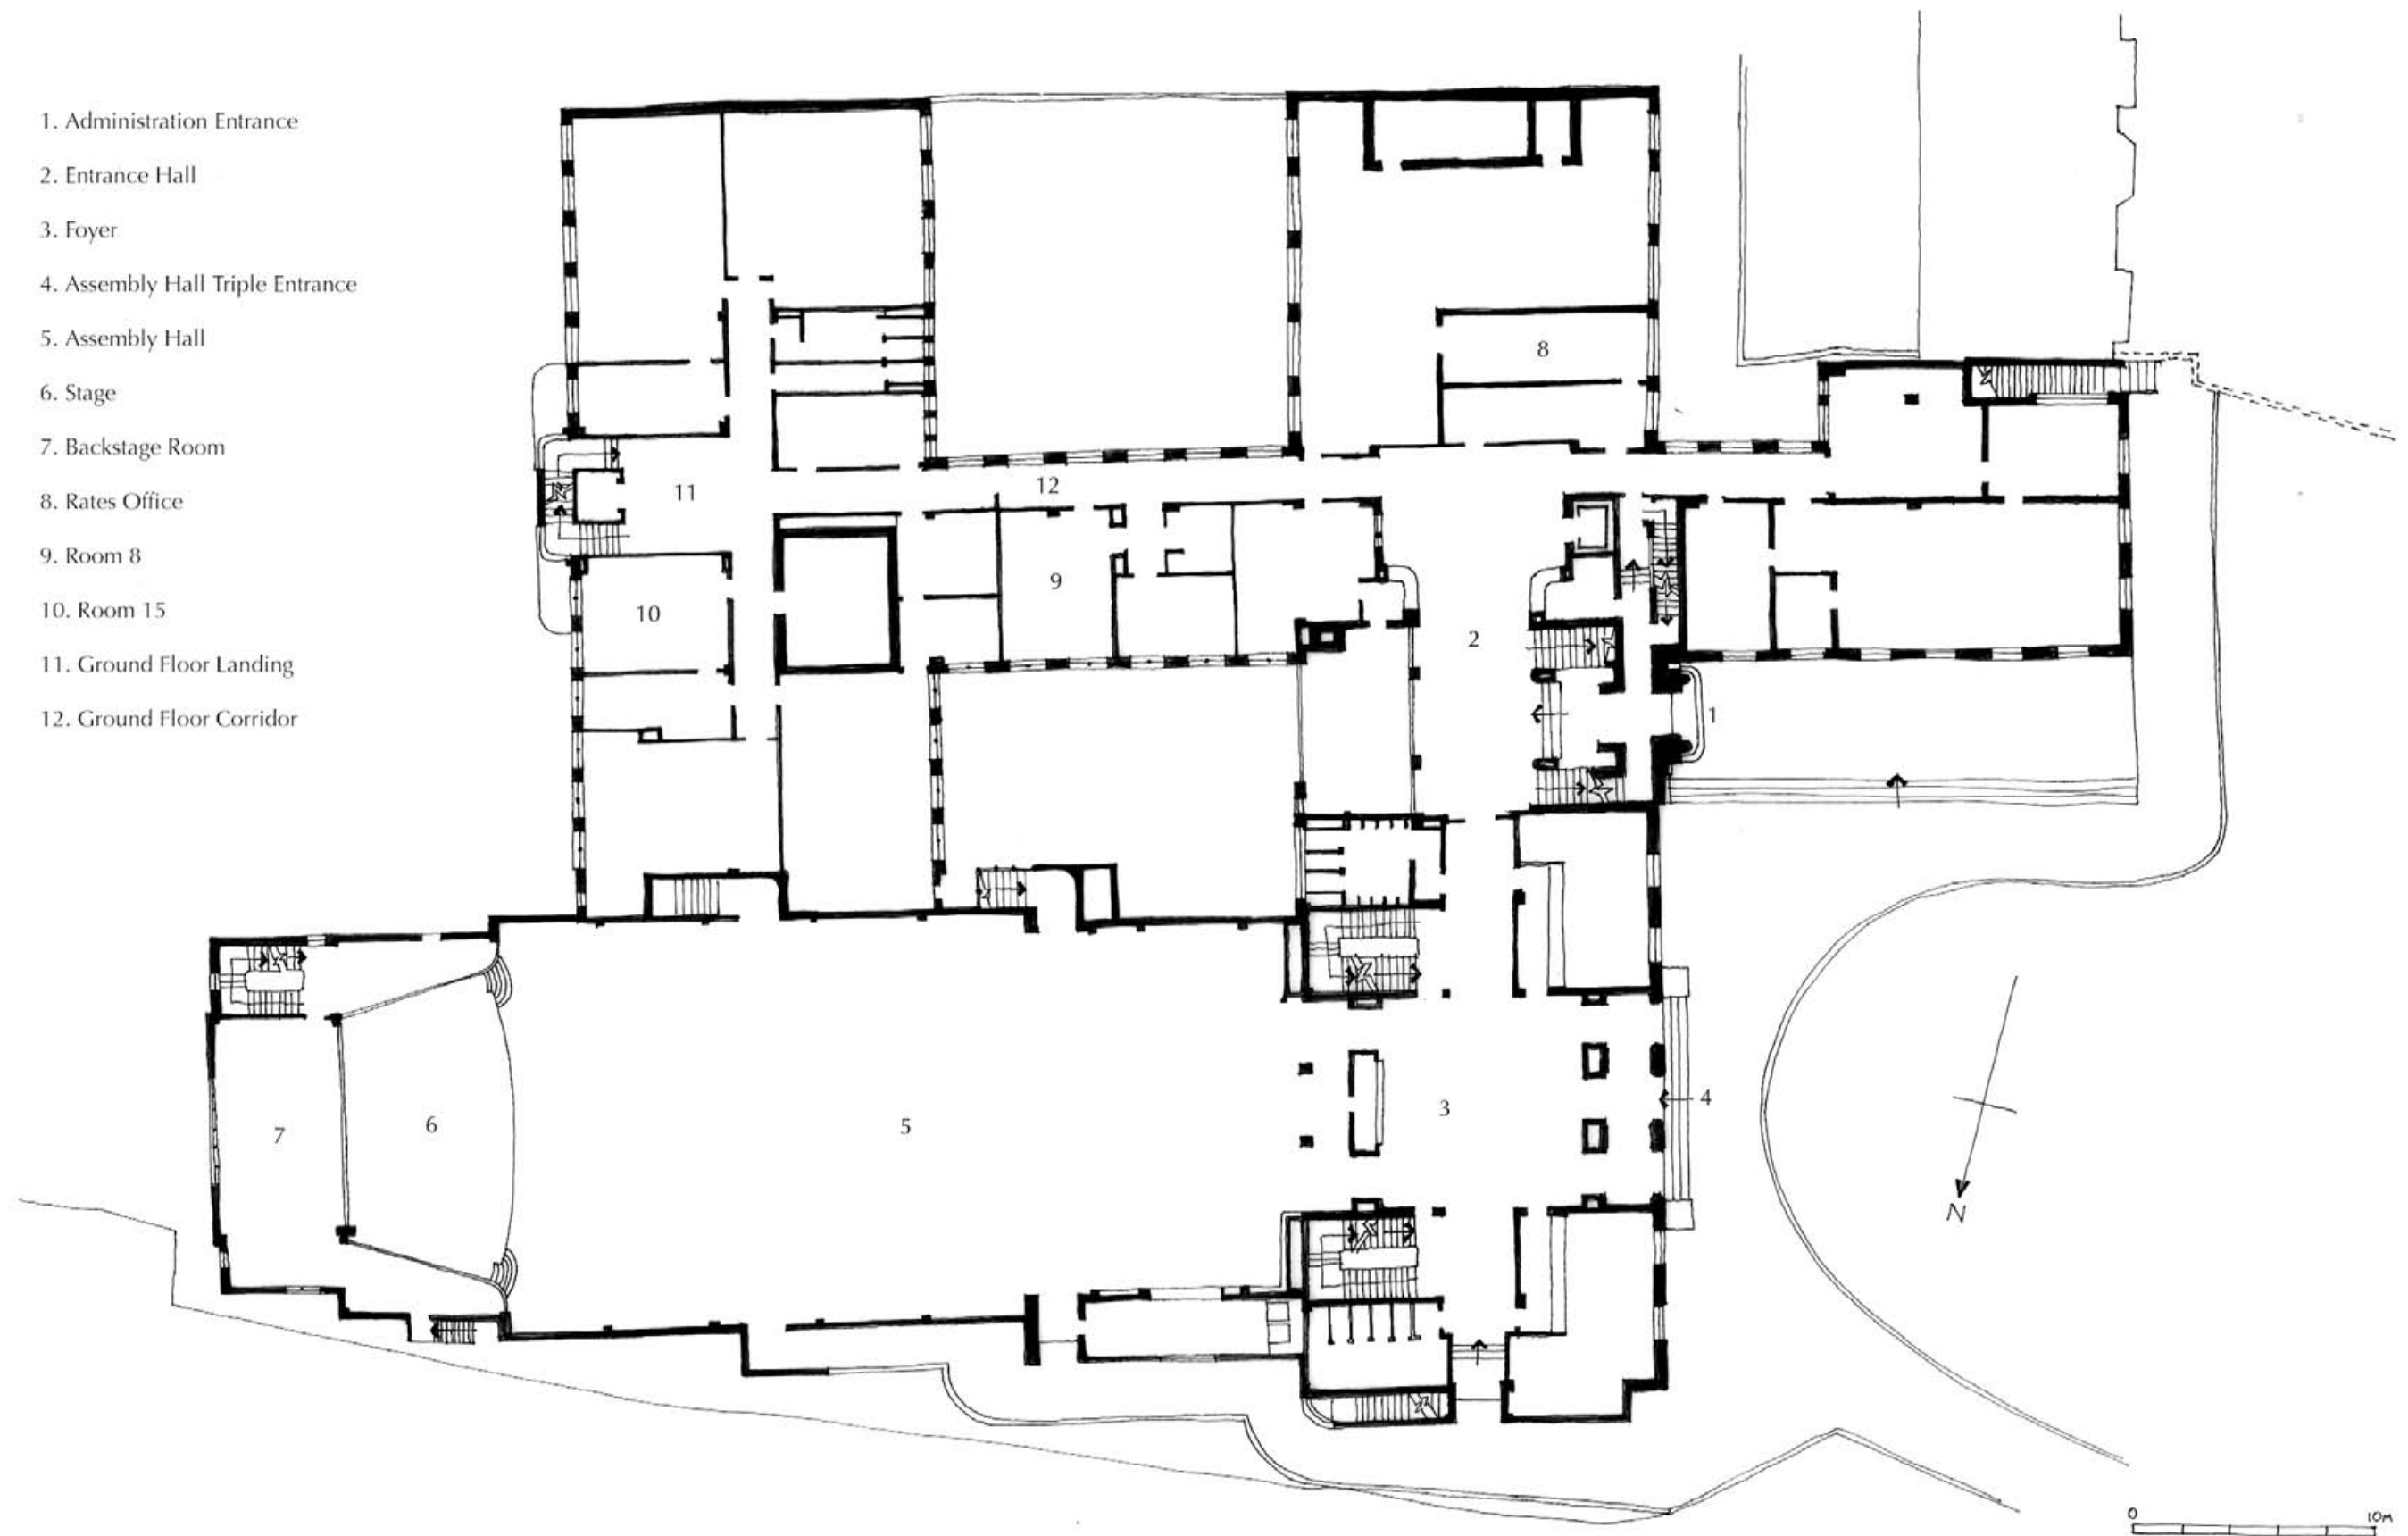 1. Administration Entrance
2. Entrance Hall
3. Foyer
4. Assembly Hall Triple Entrance
5. Assembly Hall
6. Stage
7. Backstage Room
8. Rates Office
9. Room 8
10. Room 15
11. Ground Floor Landing
12. Ground Floor Corridor
8
11
12
9
10
2
1
7
6
5
3
4
N
0
10M